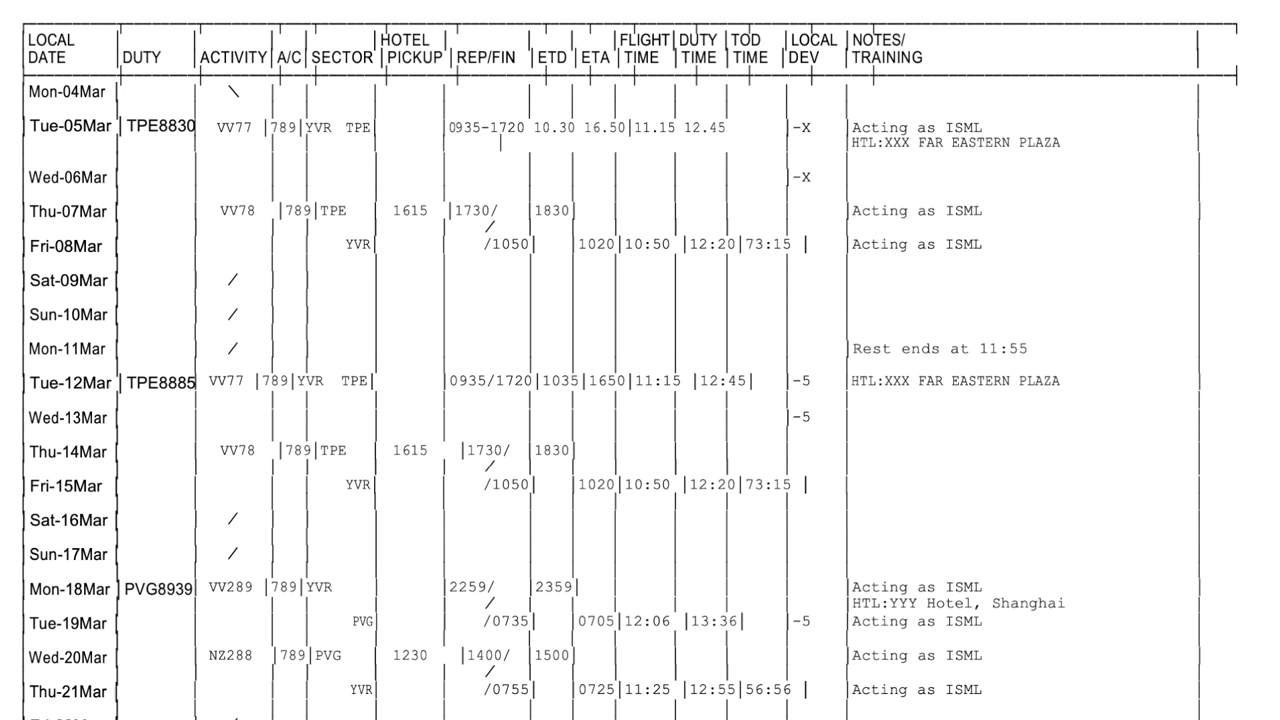 LOCAL DATE | DUTY | ACTIVITY | A/C | SECTOR | HOTEL PICKUP | REP/FIN | ETD | ETA | FLIGHT TIME | DUTY TIME | TOD TIME | LOCAL DEV | NOTES/ TRAINING
Mon-04Mar \
Tue-05Mar | TPE8830 VV77 |789|YVR TPE| 0935-1720 10.30 16.50|11.15 12.45 |-X Acting as ISML
HTL:XXX FAR EASTERN PLAZA
Wed-06Mar |-X
Thu-07Mar VV78 |789|TPE 1615 |1730/ 1830| Acting as ISML
/
Fri-08Mar YVR| /1050| 1020|10:50 |12:20|73:15 | Acting as ISML
Sat-09Mar /
Sun-10Mar /
Mon-11Mar / Rest ends at 11:55
Tue-12Mar | TPE8885 VV77 |789|YVR TPE| |0935/1720|1035|1650|11:15 |12:45| |-5 HTL:XXX FAR EASTERN PLAZA
Wed-13Mar |-5
Thu-14Mar VV78 |789|TPE 1615 |1730/ 1830|
/
Fri-15Mar YVR| /1050| 1020|10:50 |12:20|73:15 |
Sat-16Mar /
Sun-17Mar /
Mon-18Mar | PVG8939 VV289 |789|YVR 2259/ 2359| Acting as ISML
/ HTL:YYY Hotel, Shanghai
Tue-19Mar PVG /0735| 0705|12:06 |13:36| |-5 Acting as ISML
Wed-20Mar NZ288 |789|PVG 1230 |1400/ 1500| Acting as ISML
/
Thu-21Mar YVR| /0755| 0725|11:25 |12:55|56:56 | Acting as ISML